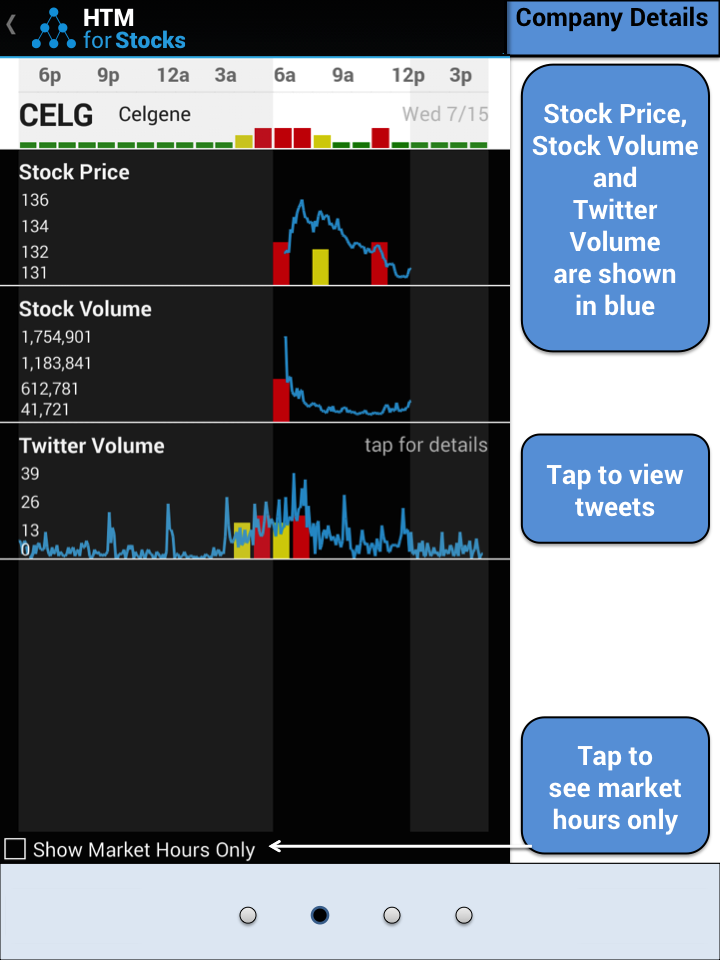 HTM
for Stocks
Company Details
6p 9p 12a 3a 6a 9a 12p 3p
CELG Celgene Wed 7/15
Stock Price
136
134
132
131
Stock Volume
1,754,901
1,183,841
612,781
41,721
Twitter Volume tap for details
39
26
13
0
Show Market Hours Only
Stock Price,
Stock Volume
and
Twitter
Volume
are shown
in blue
Tap to view
tweets
Tap to
see market
hours only